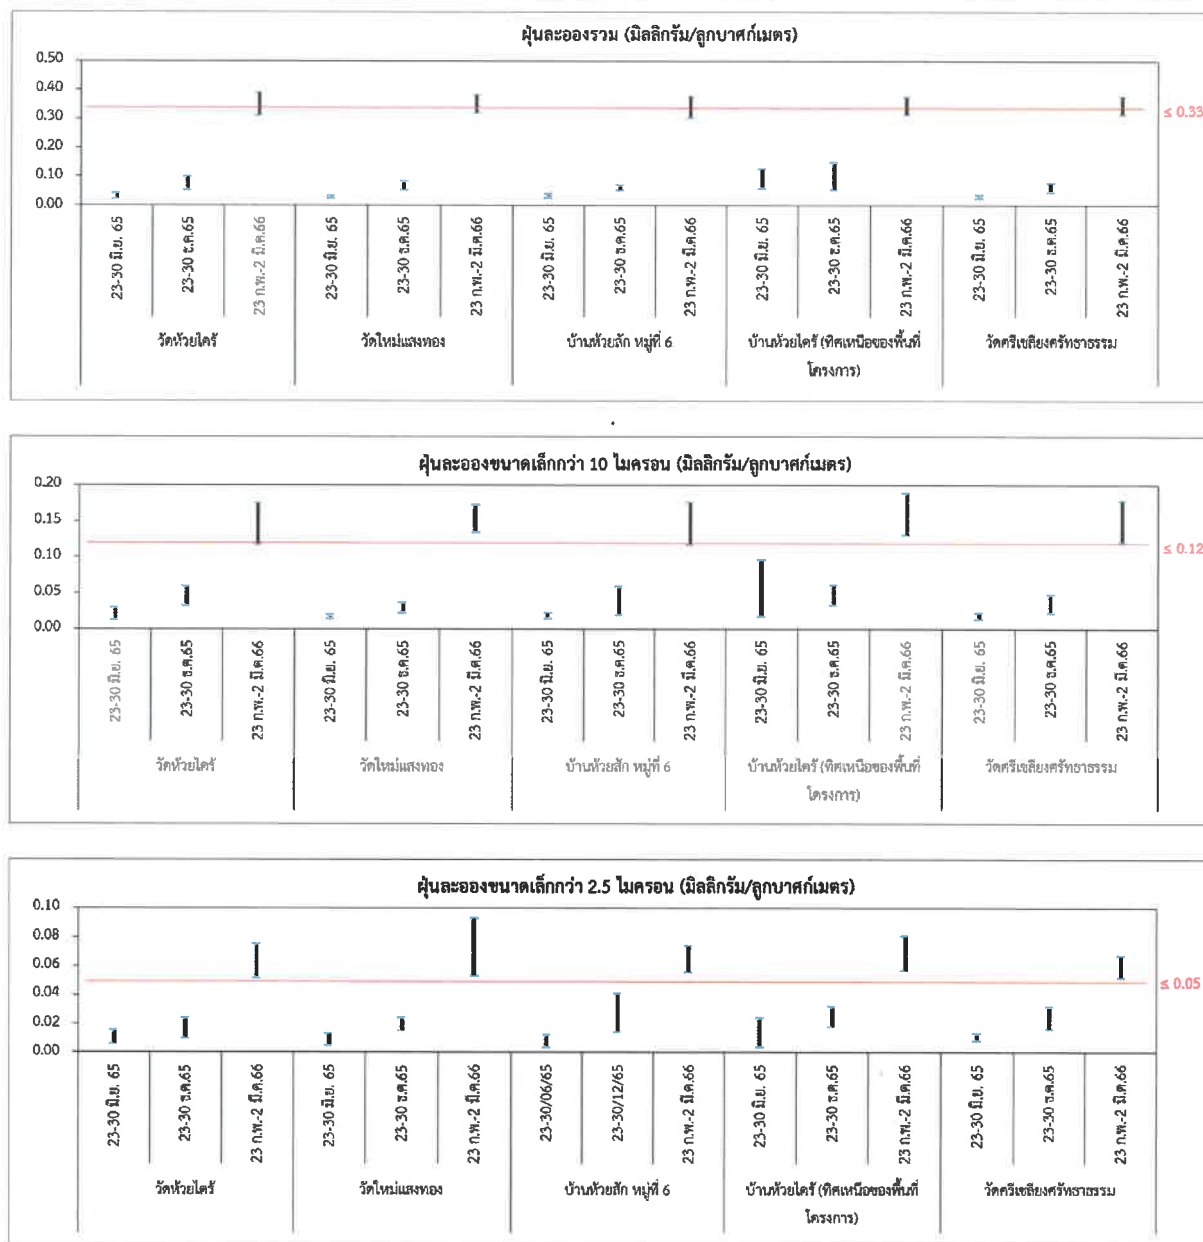 ฝุ่นละอองรวม (มิลลิกรัม/ลูกบาศก์เมตร)
0.50
0.40
0.30
0.20
0.10
0.00
≤ 0.33
23-30 มิ.ย. 65
23-30 ธ.ค.65
23 ก.พ.-2 มี.ค.66
23-30 มิ.ย. 65
23-30 ธ.ค.65
23 ก.พ.-2 มี.ค.66
23-30 มิ.ย. 65
23-30 ธ.ค.65
23 ก.พ.-2 มี.ค.66
23-30 มิ.ย. 65
23-30 ธ.ค.65
23 ก.พ.-2 มี.ค.66
23-30 มิ.ย. 65
23-30 ธ.ค.65
23 ก.พ.-2 มี.ค.66
วัดห้วยไคร้
วัดใหม่แสงทอง
บ้านห้วยสัก หมู่ที่ 6
บ้านห้วยไคร้ (ทิศเหนือของพื้นที่
โครงการ)
วัดศรีเชลียงศรัทธาธรรม
ฝุ่นละอองขนาดเล็กกว่า 10 ไมครอน (มิลลิกรัม/ลูกบาศก์เมตร)
0.20
0.15
0.10
0.05
0.00
≤ 0.12
23-30 มิ.ย. 65
23-30 ธ.ค.65
23 ก.พ.-2 มี.ค.66
23-30 มิ.ย. 65
23-30 ธ.ค.65
23 ก.พ.-2 มี.ค.66
23-30 มิ.ย. 65
23-30 ธ.ค.65
23 ก.พ.-2 มี.ค.66
23-30 มิ.ย. 65
23-30 ธ.ค.65
23 ก.พ.-2 มี.ค.66
23-30 มิ.ย. 65
23-30 ธ.ค.65
23 ก.พ.-2 มี.ค.66
วัดห้วยไคร้
วัดใหม่แสงทอง
บ้านห้วยสัก หมู่ที่ 6
บ้านห้วยไคร้ (ทิศเหนือของพื้นที่
โครงการ)
วัดศรีเชลียงศรัทธาธรรม
ฝุ่นละอองขนาดเล็กกว่า 2.5 ไมครอน (มิลลิกรัม/ลูกบาศก์เมตร)
0.10
0.08
0.06
0.04
0.02
0.00
≤ 0.05
23-30 มิ.ย. 65
23-30 ธ.ค.65
23 ก.พ.-2 มี.ค.66
23-30 มิ.ย. 65
23-30 ธ.ค.65
23 ก.พ.-2 มี.ค.66
23-30/06/65
23-30/12/65
23 ก.พ.-2 มี.ค.66
23-30 มิ.ย. 65
23-30 ธ.ค.65
23 ก.พ.-2 มี.ค.66
23-30 มิ.ย. 65
23-30 ธ.ค.65
23 ก.พ.-2 มี.ค.66
วัดห้วยไคร้
วัดใหม่แสงทอง
บ้านห้วยสัก หมู่ที่ 6
บ้านห้วยไคร้ (ทิศเหนือของพื้นที่
โครงการ)
วัดศรีเชลียงศรัทธาธรรม